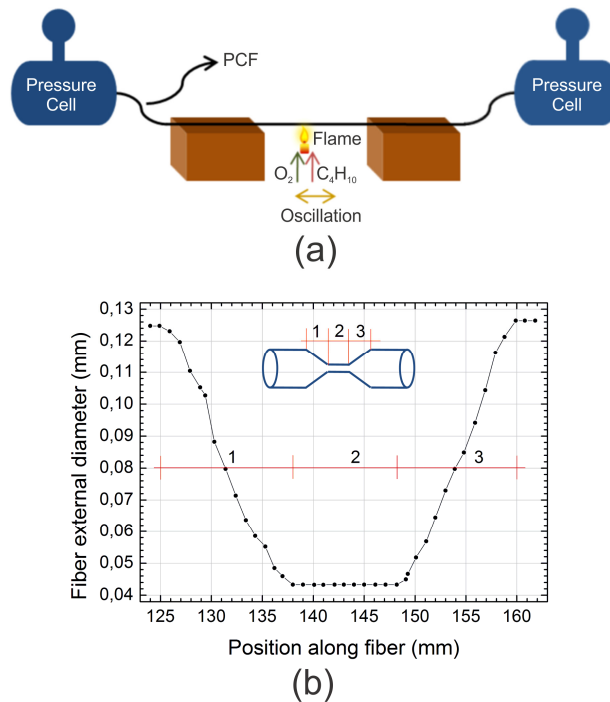 Pressure Cell
PCF
Pressure Cell
Flame
O₂
C₄H₁₀
Oscillation
(a)
Fiber external diameter (mm)
0,13
0,12
0,11
0,10
0,09
0,08
0,07
0,06
0,05
0,04
1 2 3
1
2
3
125 130 135 140 145 150 155 160
Position along fiber (mm)
(b)